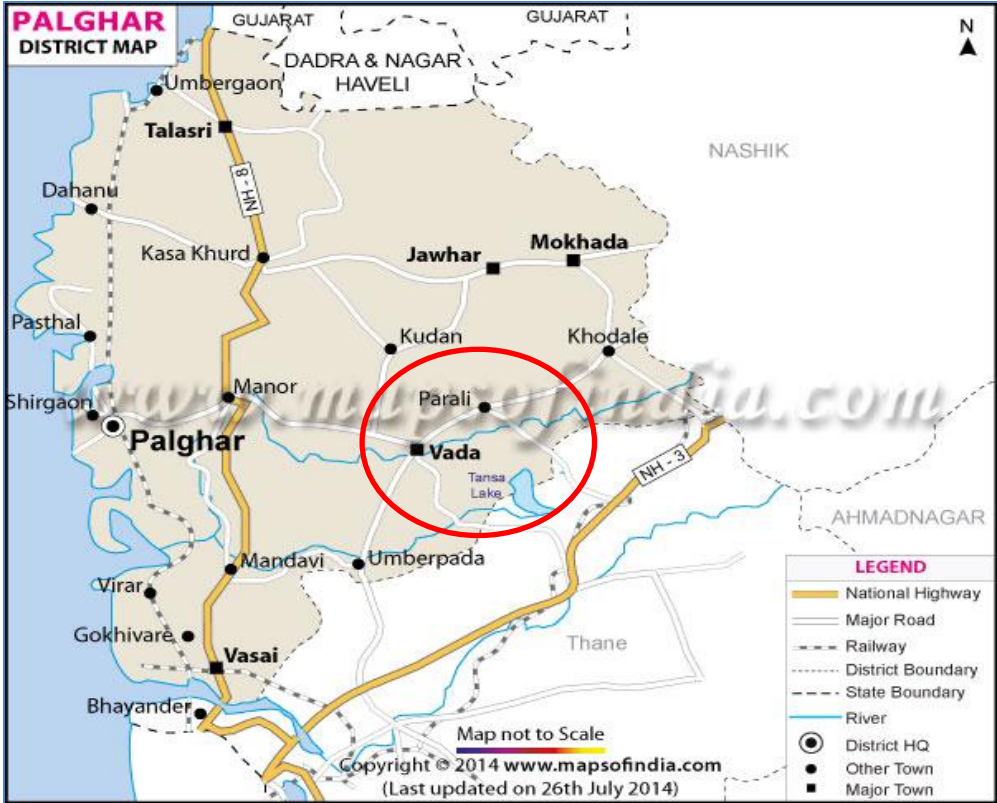 PALGHAR
DISTRICT MAP
GUJARAT
GUJARAT
N
DADRA & NAGAR
HAVELI
Umbergaon
Talasri
NASHIK
NH - 8
Dahanu
Kasa Khurd
Jawhar
Mokhada
Pasthal
Kudan
Khodale
www.mapsofindia.com
Manor
Parali
Shirgaon
Palghar
Vada
NH - 3
Tansa
Lake
AHMADNAGAR
Mandavi
Umberpada
Virar
Gokhivare
Thane
Vasai
Bhayander
LEGEND
National Highway
Major Road
Railway
District Boundary
State Boundary
River
District HQ
Other Town
Major Town
Map not to Scale
Copyright © 2014 www.mapsofindia.com
(Last updated on 26th July 2014)